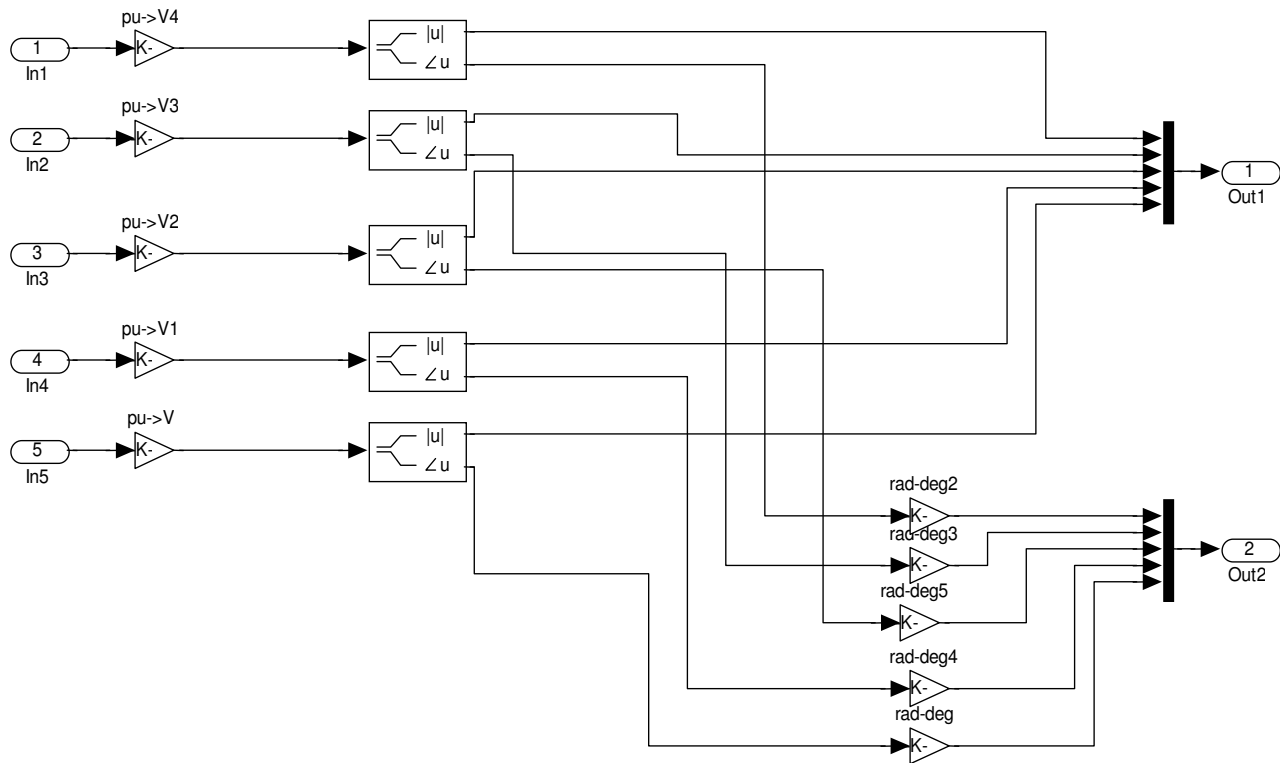 pu->V4
1
K-
In1
|u|
∠u
pu->V3
2
K-
In2
|u|
∠u
1
Out1
pu->V2
3
K-
In3
|u|
∠u
pu->V1
4
K-
In4
|u|
∠u
pu->V
5
K-
In5
|u|
∠u
rad-deg2
K-
rad-deg3
K-
2
Out2
rad-deg5
K-
rad-deg4
K-
rad-deg
K-